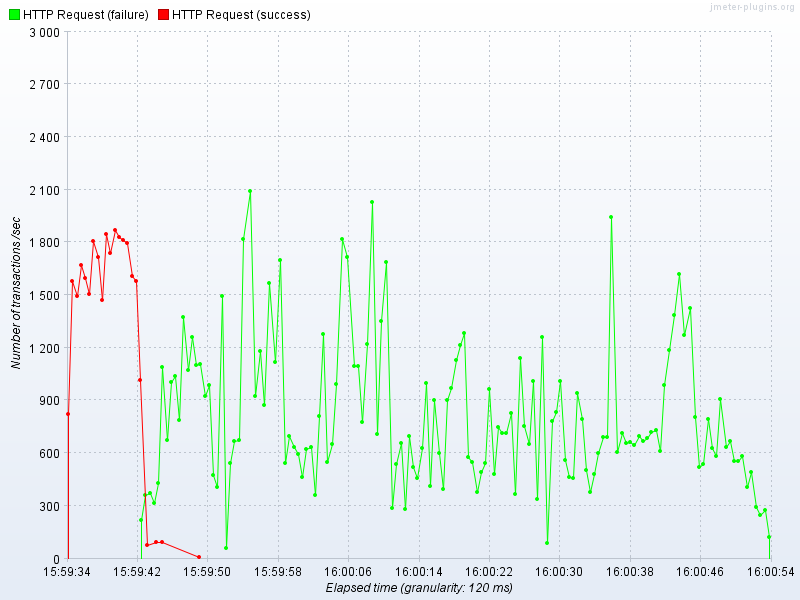 HTTP Request (failure) HTTP Request (success)
jmeter-plugins.org
3 000
2 700
2 400
2 100
1 800
1 500
1 200
900
600
300
0
Number of transactions /sec
15:59:34 15:59:42 15:59:50 15:59:58 16:00:06 16:00:14 16:00:22 16:00:30 16:00:38 16:00:46 16:00:54
Elapsed time (granularity: 120 ms)